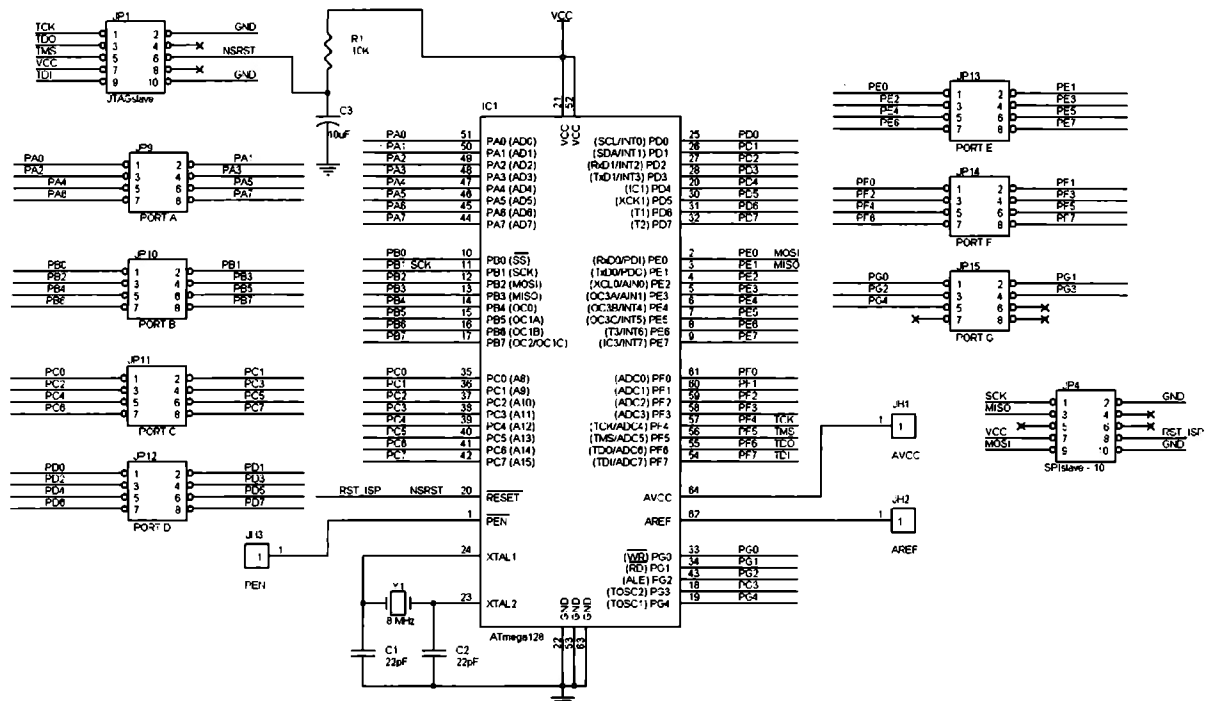 JP1
TCK 1 2 GND
TDO 3 4
TMS 5 6 NSRST
VCC 7 8
TDI 9 10 GND
JTAGslave
R1
10K
C3
10uF
VCC
JP9
PA0 1 2 PA1
PA2 3 4 PA3
PA4 5 6 PA5
PA6 7 8 PA7
PORT A
JP10
PB0 1 2 PB1
PB2 3 4 PB3
PB4 5 6 PB5
PB6 7 8 PB7
PORT B
JP11
PC0 1 2 PC1
PC2 3 4 PC3
PC4 5 6 PC5
PC6 7 8 PC7
PORT C
JP12
PD0 1 2 PD1
PD2 3 4 PD3
PD4 5 6 PD5
PD6 7 8 PD7
PORT D
JH3
1 1
PEN
IC1
21 52
VCC VCC
PA0 51 PA0 (AD0)
PA1 50 PA1 (AD1)
PA2 49 PA2 (AD2)
PA3 48 PA3 (AD3)
PA4 47 PA4 (AD4)
PA5 46 PA5 (AD5)
PA6 45 PA6 (AD6)
PA7 44 PA7 (AD7)
PB0 10 PB0 (SS)
PB1 SCK 11 PB1 (SCK)
PB2 12 PB2 (MOSI)
PB3 13 PB3 (MISO)
PB4 14 PB4 (OC0)
PB5 15 PB5 (OC1A)
PB6 16 PB6 (OC1B)
PB7 17 PB7 (OC2/OC1C)
PC0 35 PC0 (A8)
PC1 36 PC1 (A9)
PC2 37 PC2 (A10)
PC3 38 PC3 (A11)
PC4 39 PC4 (A12)
PC5 40 PC5 (A13)
PC6 41 PC6 (A14)
PC7 42 PC7 (A15)
RST_ISP NSRST 20 RESET
1 PEN
24 XTAL1
23 XTAL2
Y1
8 MHz
C1
22pF
C2
22pF
(SCL/INT0) PD0 25 PD0
(SDA/INT1) PD1 26 PD1
(RxD1/INT2) PD2 27 PD2
(TxD1/INT3) PD3 28 PD3
(IC1) PD4 29 PD4
(XCK1) PD5 30 PD5
(T1) PD6 31 PD6
(T2) PD7 32 PD7
(RxD0/PDI) PE0 2 PE0 MOSI
(TxD0/PDO) PE1 3 PE1 MISO
(XCL0/AIN0) PE2 4 PE2
(OC3A/AIN1) PE3 5 PE3
(OC3B/INT4) PE4 6 PE4
(OC3C/INT5) PE5 7 PE5
(T3/INT6) PE6 8 PE6
(IC3/INT7) PE7 9 PE7
(ADC0) PF0 61 PF0
(ADC1) PF1 60 PF1
(ADC2) PF2 59 PF2
(ADC3) PF3 58 PF3
(TCK/ADC4) PF4 57 PF4 TCK
(TMS/ADC5) PF5 56 PF5 TMS
(TDO/ADC6) PF6 55 PF6 TDO
(TDI/ADC7) PF7 54 PF7 TDI
AVCC 64
AREF 62
(WR) PG0 33 PG0
(RD) PG1 34 PG1
(ALE) PG2 43 PG2
(TOSC2) PG3 18 PG3
(TOSC1) PG4 19 PG4
GND GND GND
22 53 63
ATmega128
JH1
1 1
AVCC
JH2
1 1
AREF
JP13
PE0 1 2 PE1
PE2 3 4 PE3
PE4 5 6 PE5
PE6 7 8 PE7
PORT E
JP14
PF0 1 2 PF1
PF2 3 4 PF3
PF4 5 6 PF5
PF6 7 8 PF7
PORT F
JP15
PG0 1 2 PG1
PG2 3 4 PG3
PG4 5 6
7 8
PORT G
JP4
SCK 1 2 GND
MISO 3 4
5 6
VCC 7 8 RST_ISP
MOSI 9 10 GND
SPIslave - 10